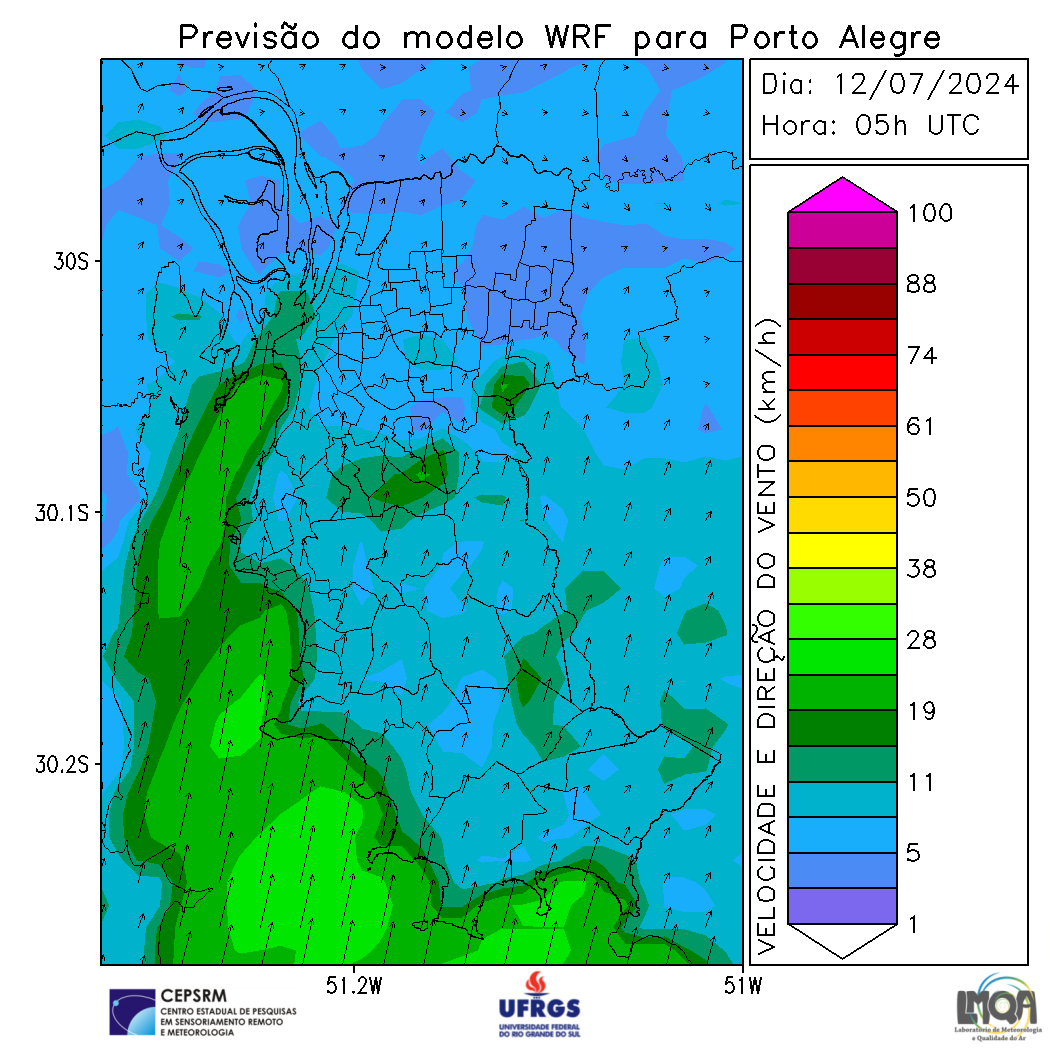 Previsão do modelo WRF para Porto Alegre
Dia: 12/07/2024
Hora: 05h UTC
30S
30.1S
30.2S
51.2W
51W
VELOCIDADE E DIREÇÃO DO VENTO (km/h)
100
88
74
61
50
38
28
19
11
5
1
CEPSRM
CENTRO ESTADUAL DE PESQUISAS
EM SENSORIAMENTO REMOTO
E METEOROLOGIA
UFRGS
UNIVERSIDADE FEDERAL
DO RIO GRANDE DO SUL
LMQA
Laboratório de Meteorologia
e Qualidade do Ar